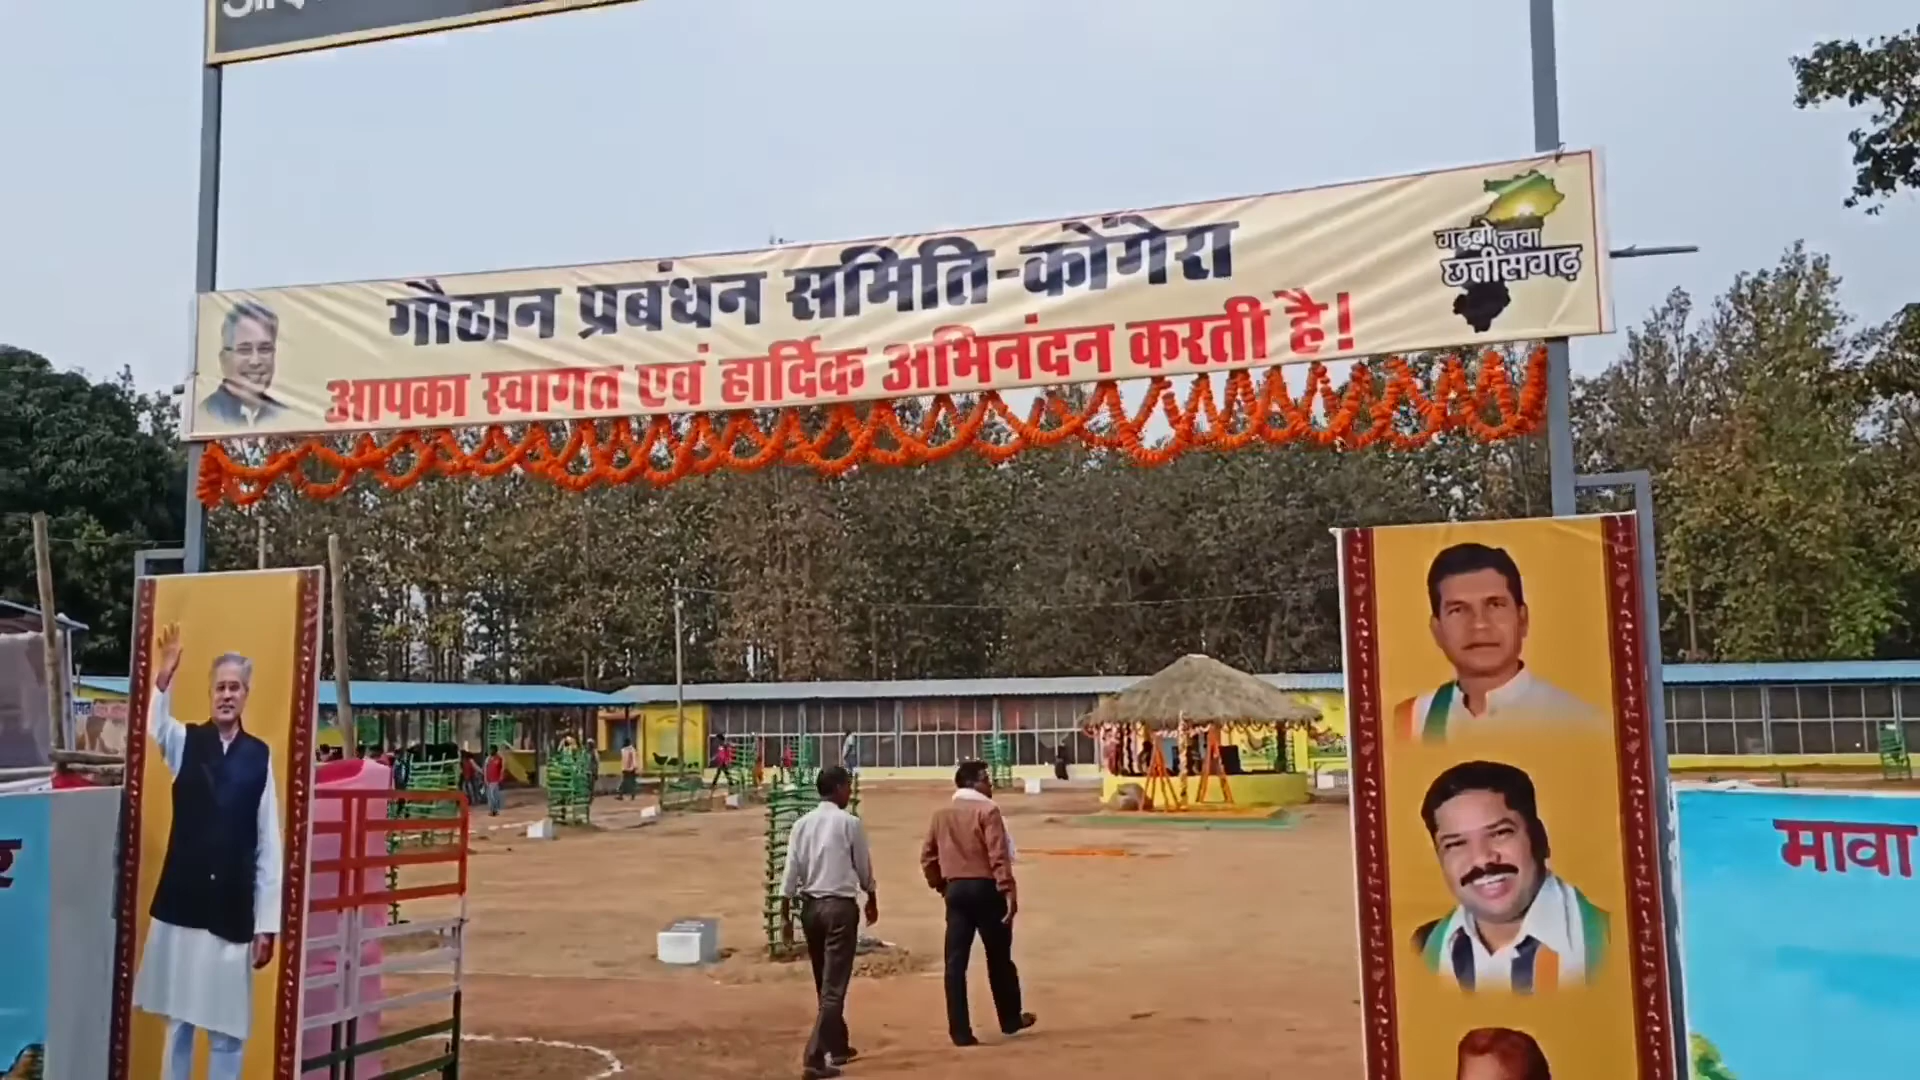 गौठान प्रबंधन समिति-कोंगेरा
आपका स्वागत एवं हार्दिक अभिनंदन करती है!
गढ़बो नवा
छत्तीसगढ़
मावा